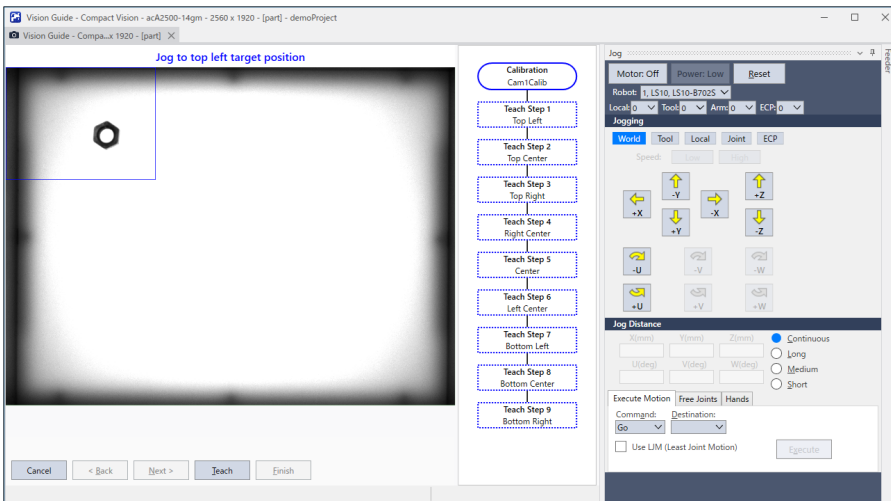 Vision Guide - Compact Vision - acA2500-14gm - 2560 x 1920 - [part] - demoProject
Vision Guide - Compa...x 1920 - [part]
Jog to top left target position
Calibration
Cam1Calib
Teach Step 1
Top Left
Teach Step 2
Top Center
Teach Step 3
Top Right
Teach Step 4
Right Center
Teach Step 5
Center
Teach Step 6
Left Center
Teach Step 7
Bottom Left
Teach Step 8
Bottom Center
Teach Step 9
Bottom Right
Cancel
< Back
Next >
Teach
Finish
Jog
Feeder
Motor: Off
Power: Low
Reset
Robot: 1, LS10, LS10-B702S
Local: 0 Tool: 0 Arm: 0 ECP: 0
Jogging
World Tool Local Joint ECP
Speed: Low High
+X -Y -X +Z
+Y -Z
-U -V -W
+U +V +W
Jog Distance
X(mm) Y(mm) Z(mm)
U(deg) V(deg) W(deg)
Continuous
Long
Medium
Short
Execute Motion Free Joints Hands
Command: Destination:
Go
Use LJM (Least Joint Motion)
Execute